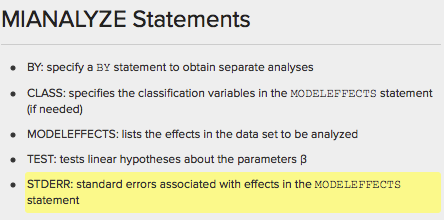 MIANALYZE Statements
• BY: specify a BY statement to obtain separate analyses
• CLASS: specifies the classification variables in the MODELEFFECTS statement
(if needed)
• MODELEFFECTS: lists the effects in the data set to be analyzed
• TEST: tests linear hypotheses about the parameters β
• STDERR: standard errors associated with effects in the MODELEFFECTS
statement